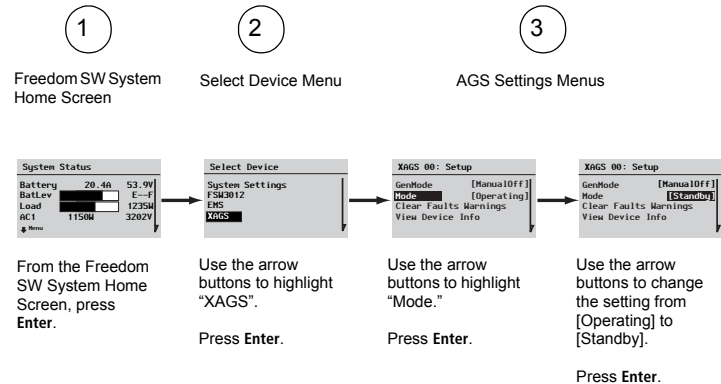 1
2
3
Freedom SW System
Home Screen
Select Device Menu
AGS Settings Menus
System Status
Battery 20.4A 53.9V
BatLev E--F
Load 1235W
AC1 1150W 3202V
Menu
Select Device
System Settings
FSW3012
EMS
XAGS
XAGS 00: Setup
GenMode [ManualOff]
Mode [Operating]
Clear Faults Warnings
View Device Info
XAGS 00: Setup
GenMode [ManualOff]
Mode [Standby]
Clear Faults Warnings
View Device Info
From the Freedom
SW System Home
Screen, press
Enter.
Use the arrow
buttons to highlight
“XAGS”.
Press Enter.
Use the arrow
buttons to highlight
“Mode.”
Press Enter.
Use the arrow
buttons to change
the setting from
[Operating] to
[Standby].
Press Enter.